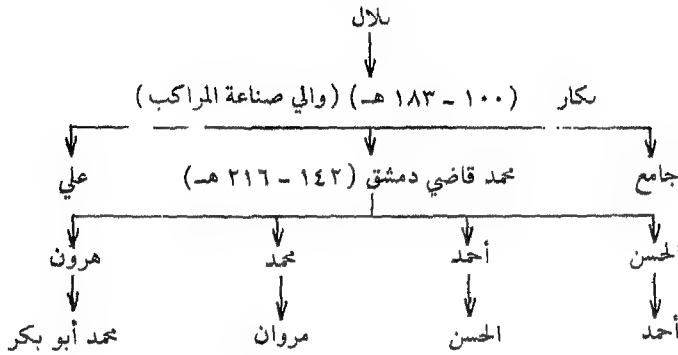 بلال
بكار (١٠٠ - ١٨٣ هـ) (والي صناعة المراكب)
جامع محمد قاضي دمشق (١٤٢ - ٢١٦ هـ) علي
الحسن أحمد محمد هرون
أحمد الحسن مروان محمد أبو بكر